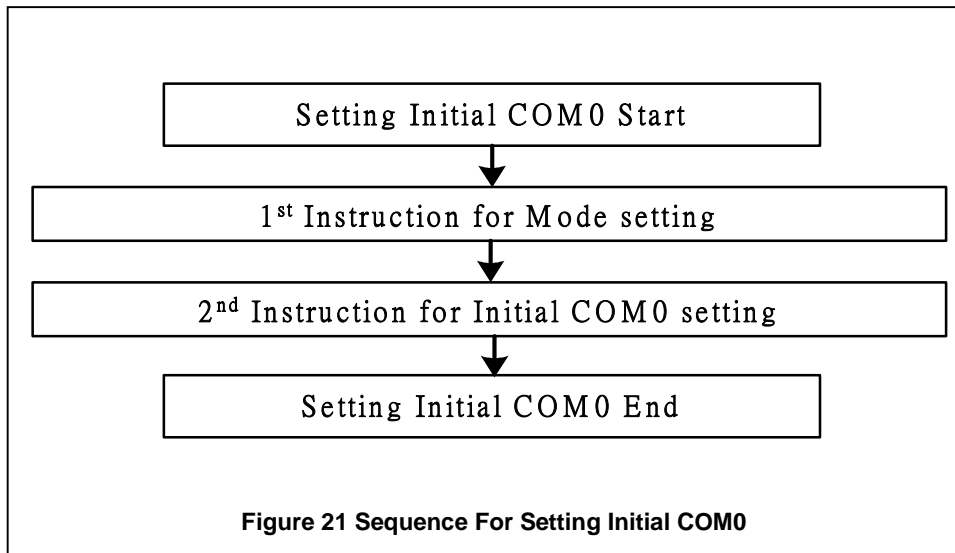 Setting Initial COM0 Start
1st Instruction for Mode setting
2nd Instruction for Initial COM0 setting
Setting Initial COM0 End
Figure 21 Sequence For Setting Initial COM0